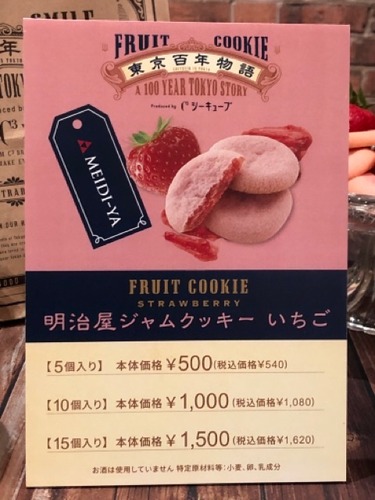 SMILE
FRUIT COOKIE
東京百年物語
A 100 YEAR TOKYO STORY
Produced by C³ シーキューブ
MEIDI-YA
FRUIT COOKIE
STRAWBERRY
明治屋ジャムクッキー いちご
【5個入り】 本体価格 ¥500(税込価格¥540)
【10個入り】 本体価格 ¥1,000(税込価格¥1,080)
【15個入り】 本体価格 ¥1,500(税込価格¥1,620)
お酒は使用していません 特定原材料等:小麦、卵、乳成分